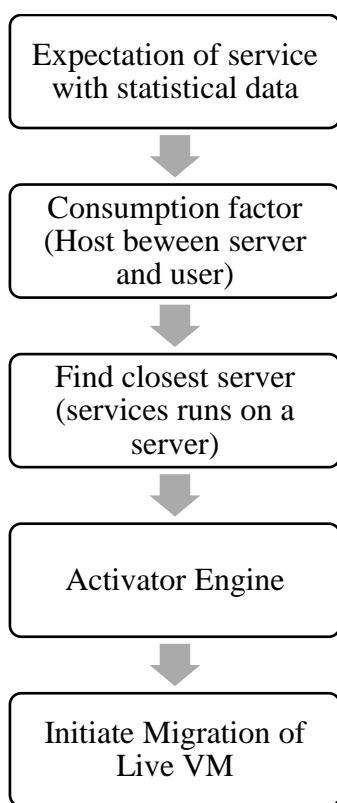 Expectation of service
with statistical data
Consumption factor
(Host beween server
and user)
Find closest server
(services runs on a
server)
Activator Engine
Initiate Migration of
Live VM